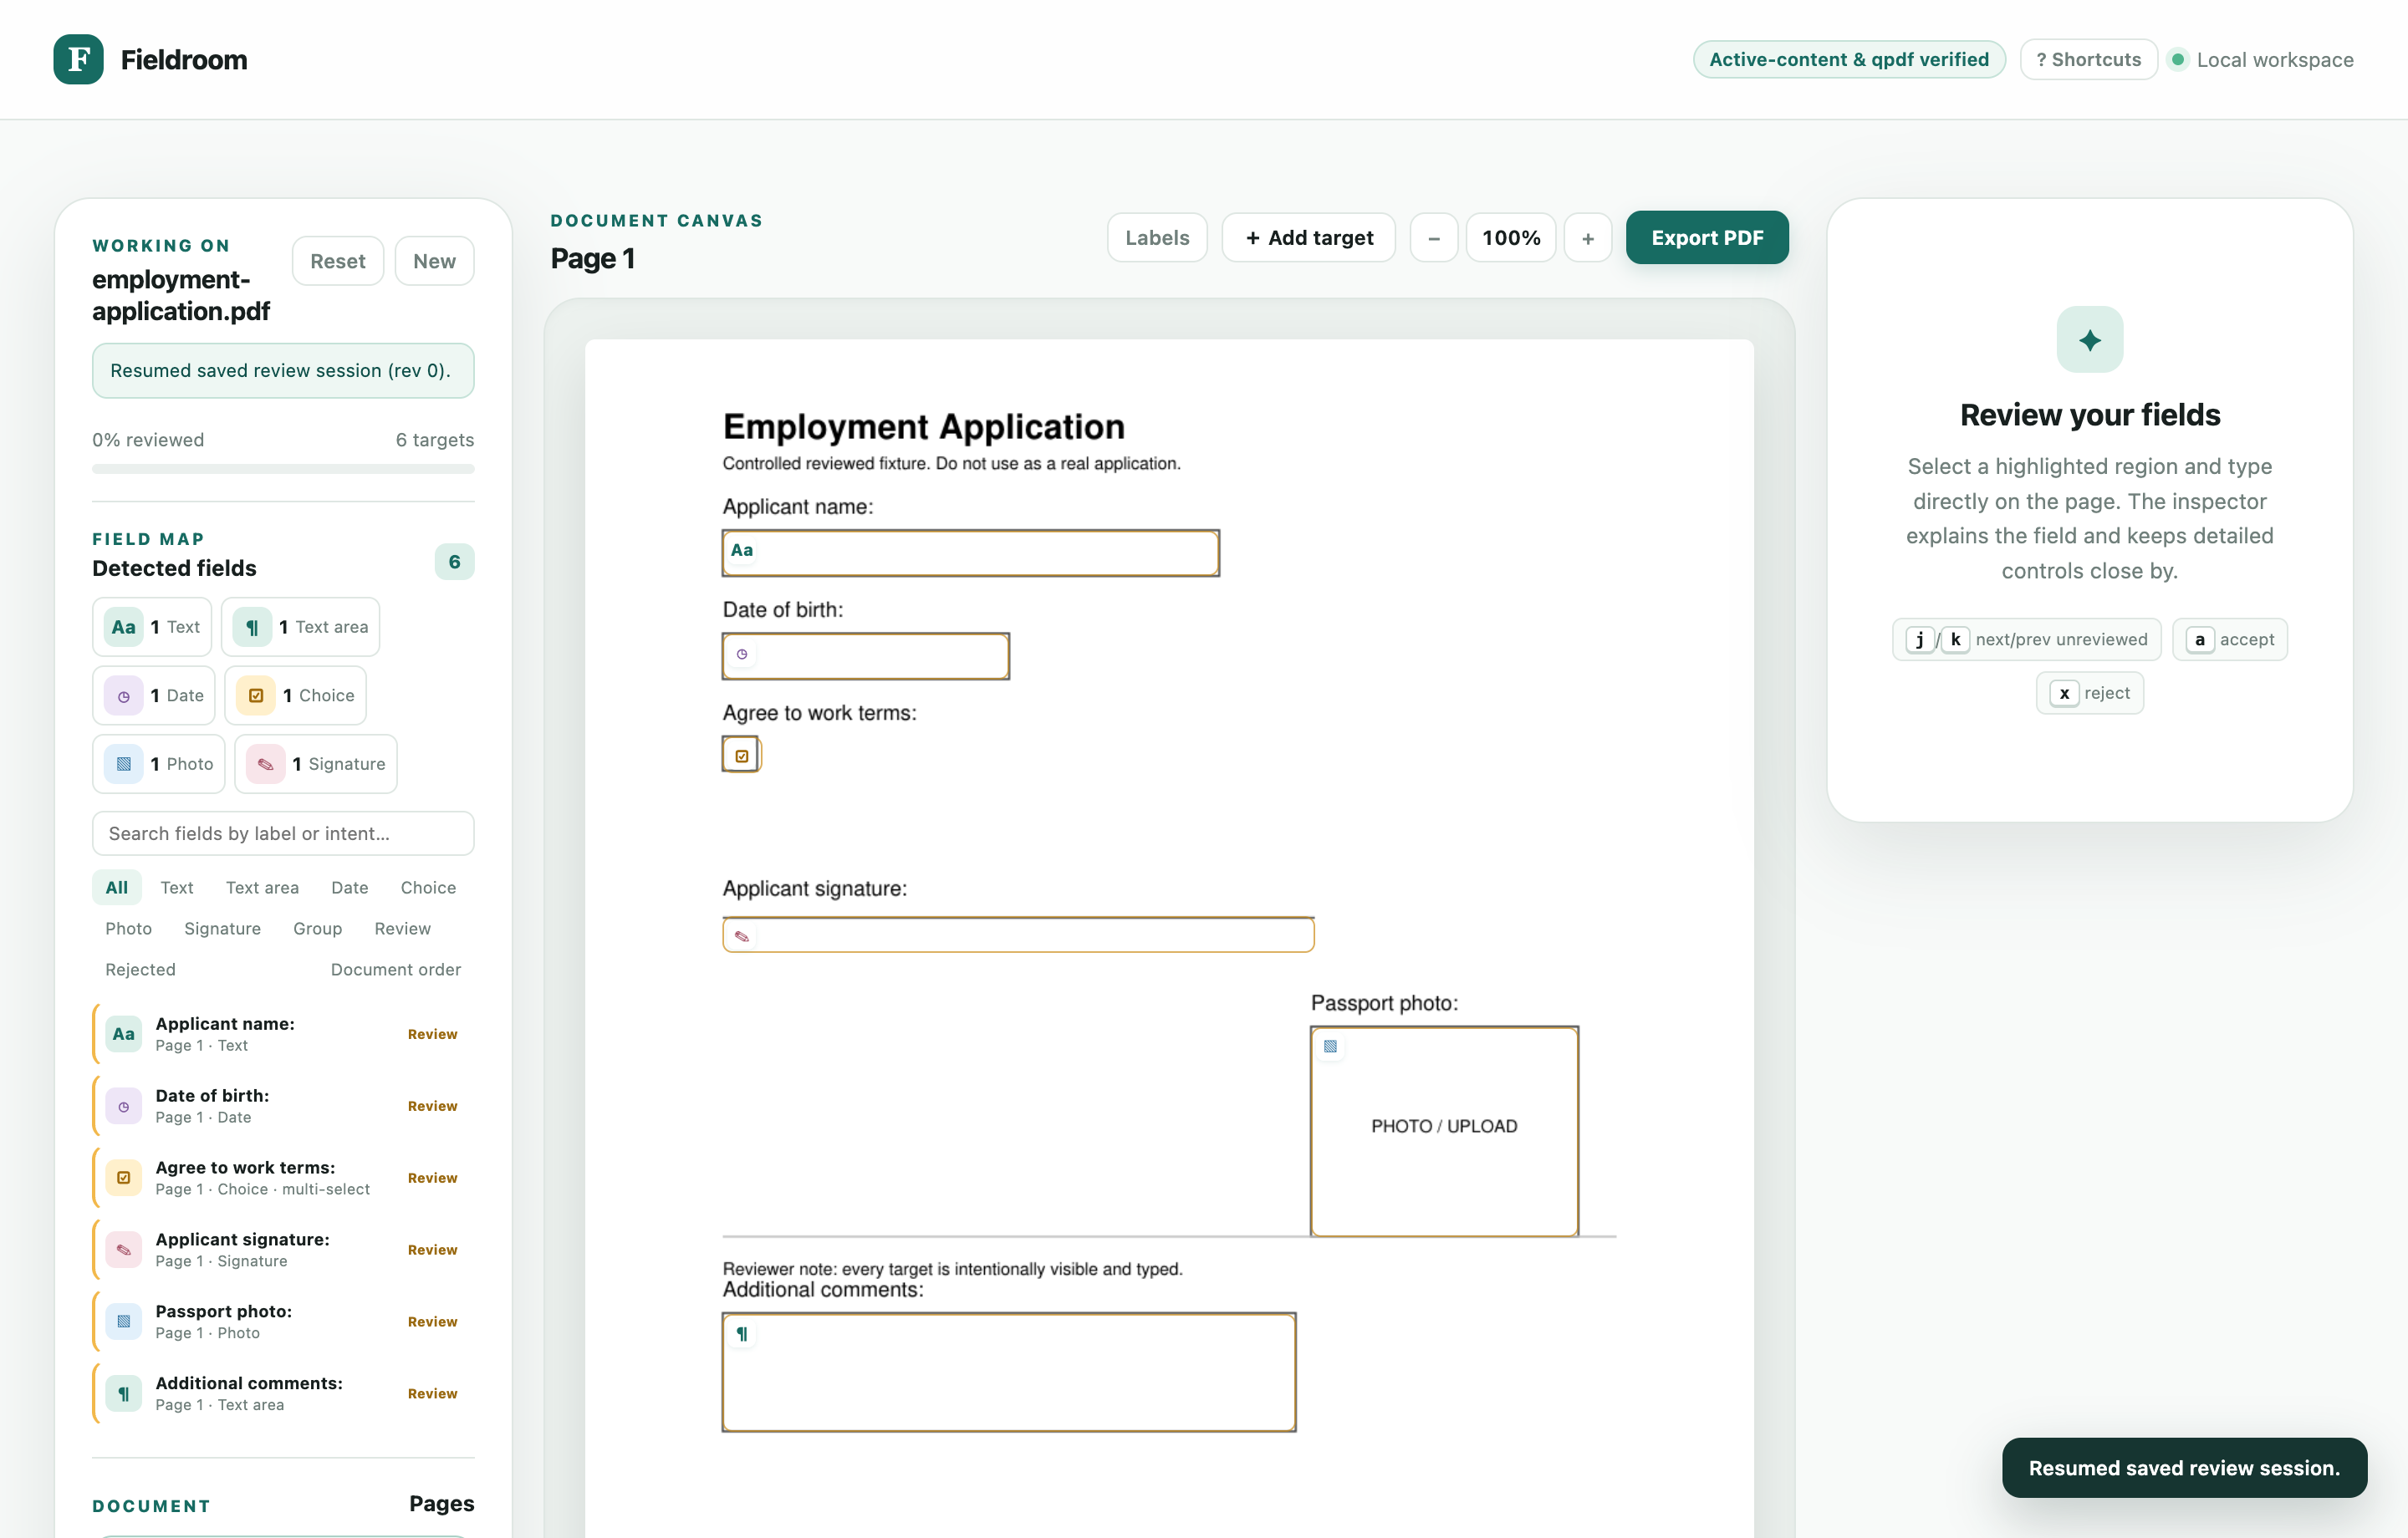 F Fieldroom
Active-content & qpdf verified
? Shortcuts
Local workspace
WORKING ON
employment-
application.pdf
Reset
New
Resumed saved review session (rev 0).
0% reviewed
6 targets
FIELD MAP
Detected fields
6
Aa 1 Text
¶ 1 Text area
1 Date
1 Choice
1 Photo
1 Signature
Search fields by label or intent...
All Text Text area Date Choice
Photo Signature Group Review
Rejected Document order
Aa Applicant name:
Page 1 · Text
Review
Date of birth:
Page 1 · Date
Review
Agree to work terms:
Page 1 · Choice · multi-select
Review
Applicant signature:
Page 1 · Signature
Review
Passport photo:
Page 1 · Photo
Review
¶ Additional comments:
Page 1 · Text area
Review
DOCUMENT
Pages
DOCUMENT CANVAS
Page 1
Labels
+ Add target
−
100%
+
Export PDF
Employment Application
Controlled reviewed fixture. Do not use as a real application.
Applicant name:
Aa
Date of birth:
Agree to work terms:
Applicant signature:
Passport photo:
PHOTO / UPLOAD
Reviewer note: every target is intentionally visible and typed.
Additional comments:
¶
Review your fields
Select a highlighted region and type
directly on the page. The inspector
explains the field and keeps detailed
controls close by.
j/k next/prev unreviewed
a accept
x reject
Resumed saved review session.